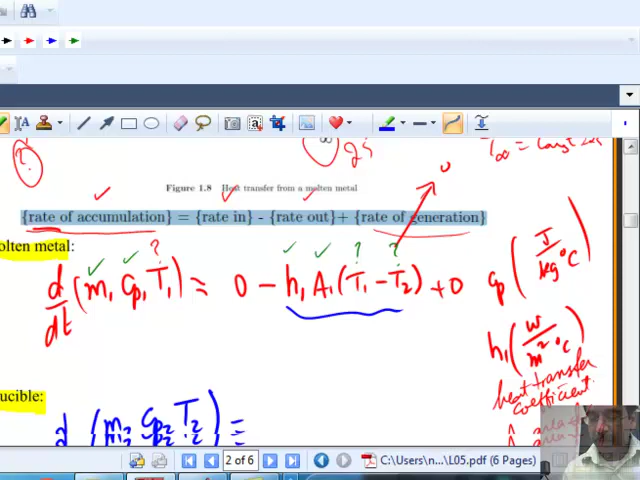 ∞
T∞ = const
Figure 1.8 Heat transfer from a molten metal
{rate of accumulation} = {rate in} - {rate out} + {rate of generation}
olten metal:
d/dt (m₁ Cp₁ T₁) = 0 - h₁ A₁ (T₁ - T₂) + 0
? ? ?
Cp (J/kg°C)
h₁ (W/m²°C)
heat transfer
coefficient.
ucible:
d (m₂ Cp₂ T₂) =
2 of 6
C:\Users\n... L05.pdf (6 Pages)